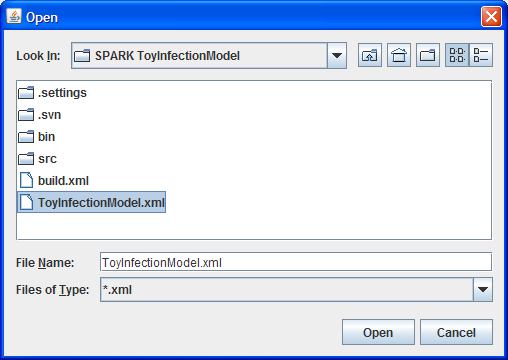 Open
Look In: SPARK ToyInfectionModel
.settings
.svn
bin
src
build.xml
ToyInfectionModel.xml
File Name: ToyInfectionModel.xml
Files of Type: *.xml
Open Cancel